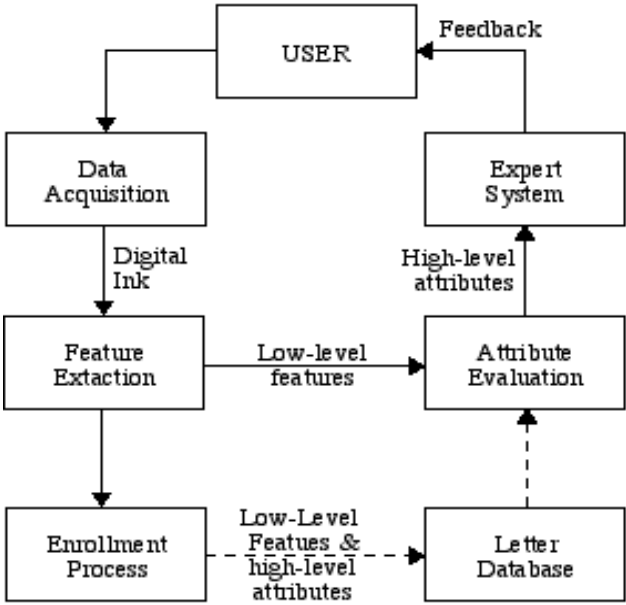 USER
Feedback
Data
Acquisition
Expert
System
Digital
Ink
High-level
attributes
Feature
Extaction
Low-level
features
Attribute
Evaluation
Enrollment
Process
Low-Level
Featues &
high-level
attributes
Letter
Database